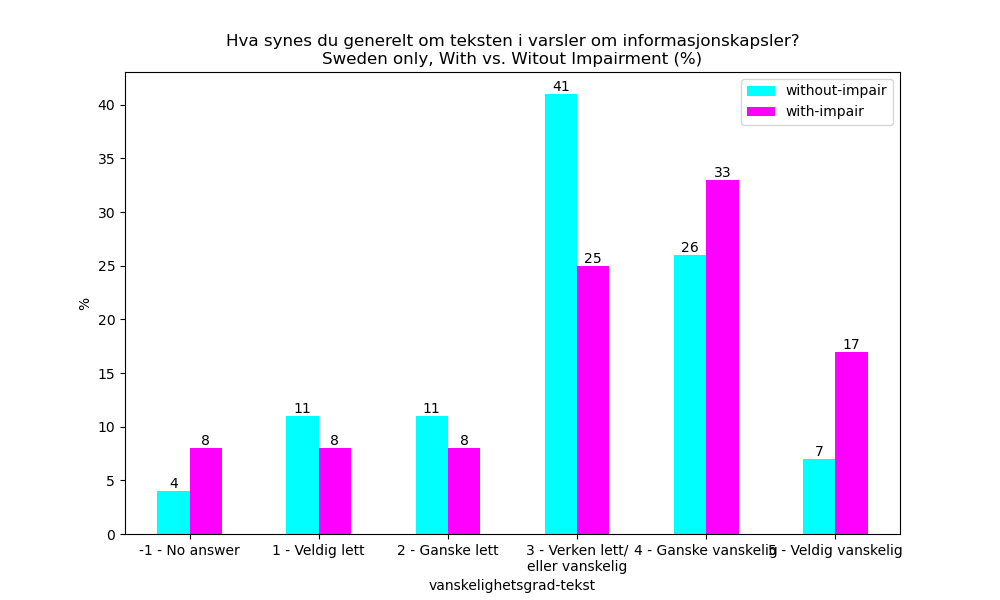 Hva synes du generelt om teksten i varsler om informasjonskapsler?
Sweden only, With vs. Witout Impairment (%)
without-impair
with-impair
%
40
35
30
25
20
15
10
5
0
4
8
11
8
11
8
41
25
26
33
7
17
-1 - No answer
1 - Veldig lett
2 - Ganske lett
3 - Verken lett/
eller vanskelig
4 - Ganske vanskelig
5 - Veldig vanskelig
vanskelighetsgrad-tekst